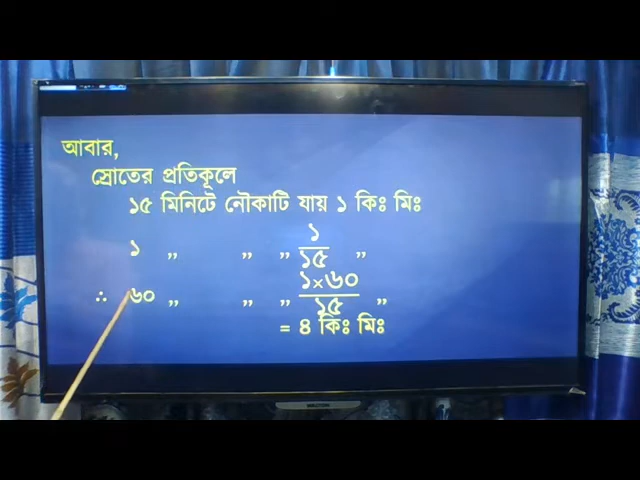 আবার,
স্রোতের প্রতিকূলে
১৫ মিনিটে নৌকাটি যায় ১ কিঃ মিঃ
১ ,, ,, ,, ১/১৫ ,,
∴ ৬০ ,, ,, ,, ১×৬০/১৫ ,,
= ৪ কিঃ মিঃ